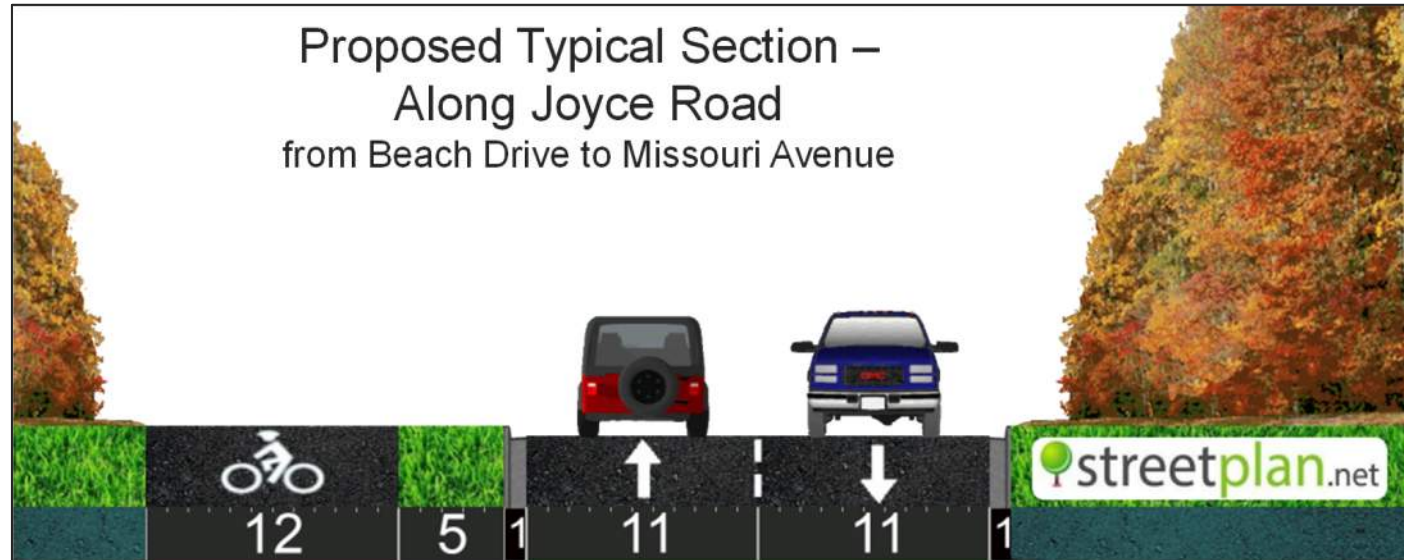 Proposed Typical Section –
Along Joyce Road
from Beach Drive to Missouri Avenue
GMC
streetplan.net
12 5 1 11 11 1